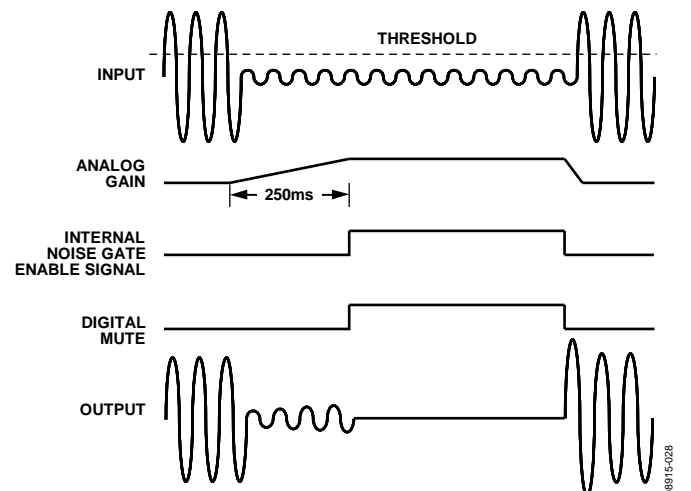 THRESHOLD
INPUT
ANALOG
GAIN
250ms
INTERNAL
NOISE GATE
ENABLE SIGNAL
DIGITAL
MUTE
OUTPUT
08915-028